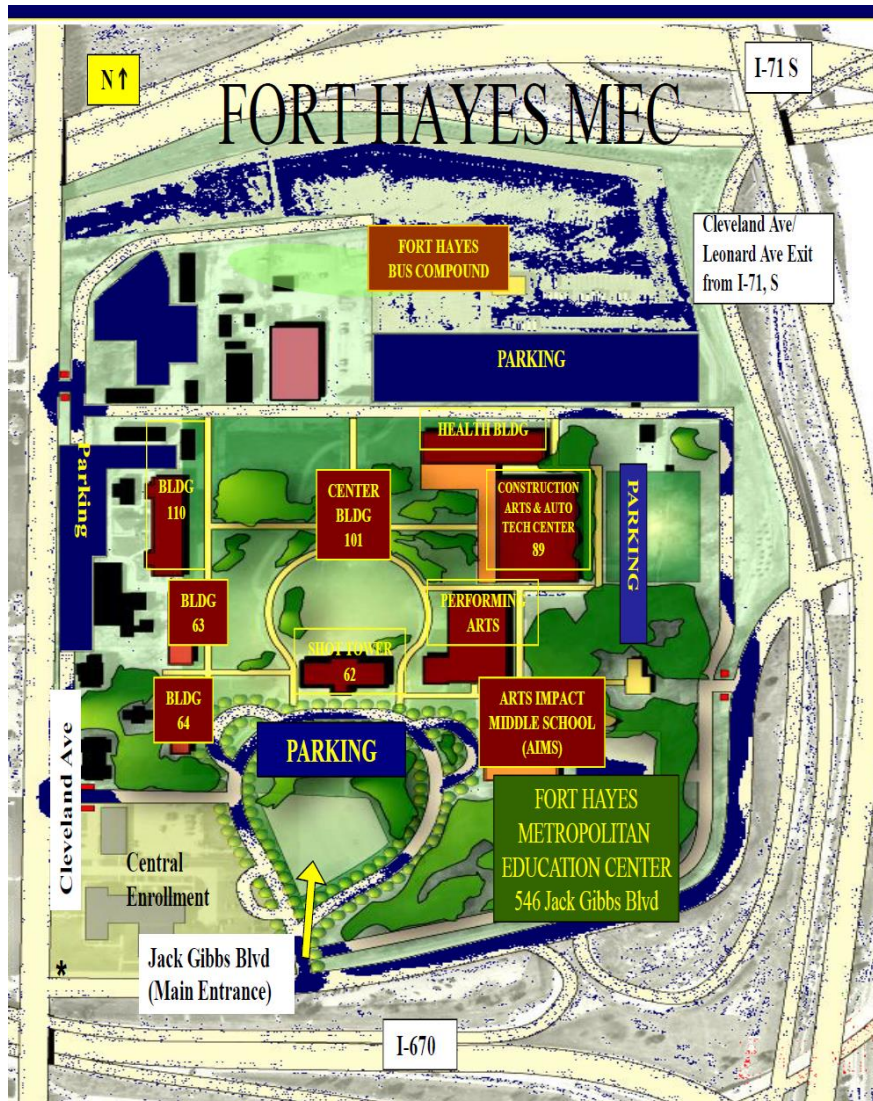 N ↑
I-71 S
FORT HAYES MEC
Cleveland Ave/
Leonard Ave Exit
from I-71, S
FORT HAYES
BUS COMPOUND
PARKING
HEALTH BLDG
Parking
BLDG
110
CENTER
BLDG
101
CONSTRUCTION
ARTS & AUTO
TECH CENTER
89
PARKING
BLDG
63
PERFORMING
ARTS
SHOT TOWER
62
BLDG
64
ARTS IMPACT
MIDDLE SCHOOL
(AIMS)
PARKING
Cleveland Ave
FORT HAYES
METROPOLITAN
EDUCATION CENTER
546 Jack Gibbs Blvd
Central
Enrollment
*
Jack Gibbs Blvd
(Main Entrance)
I-670